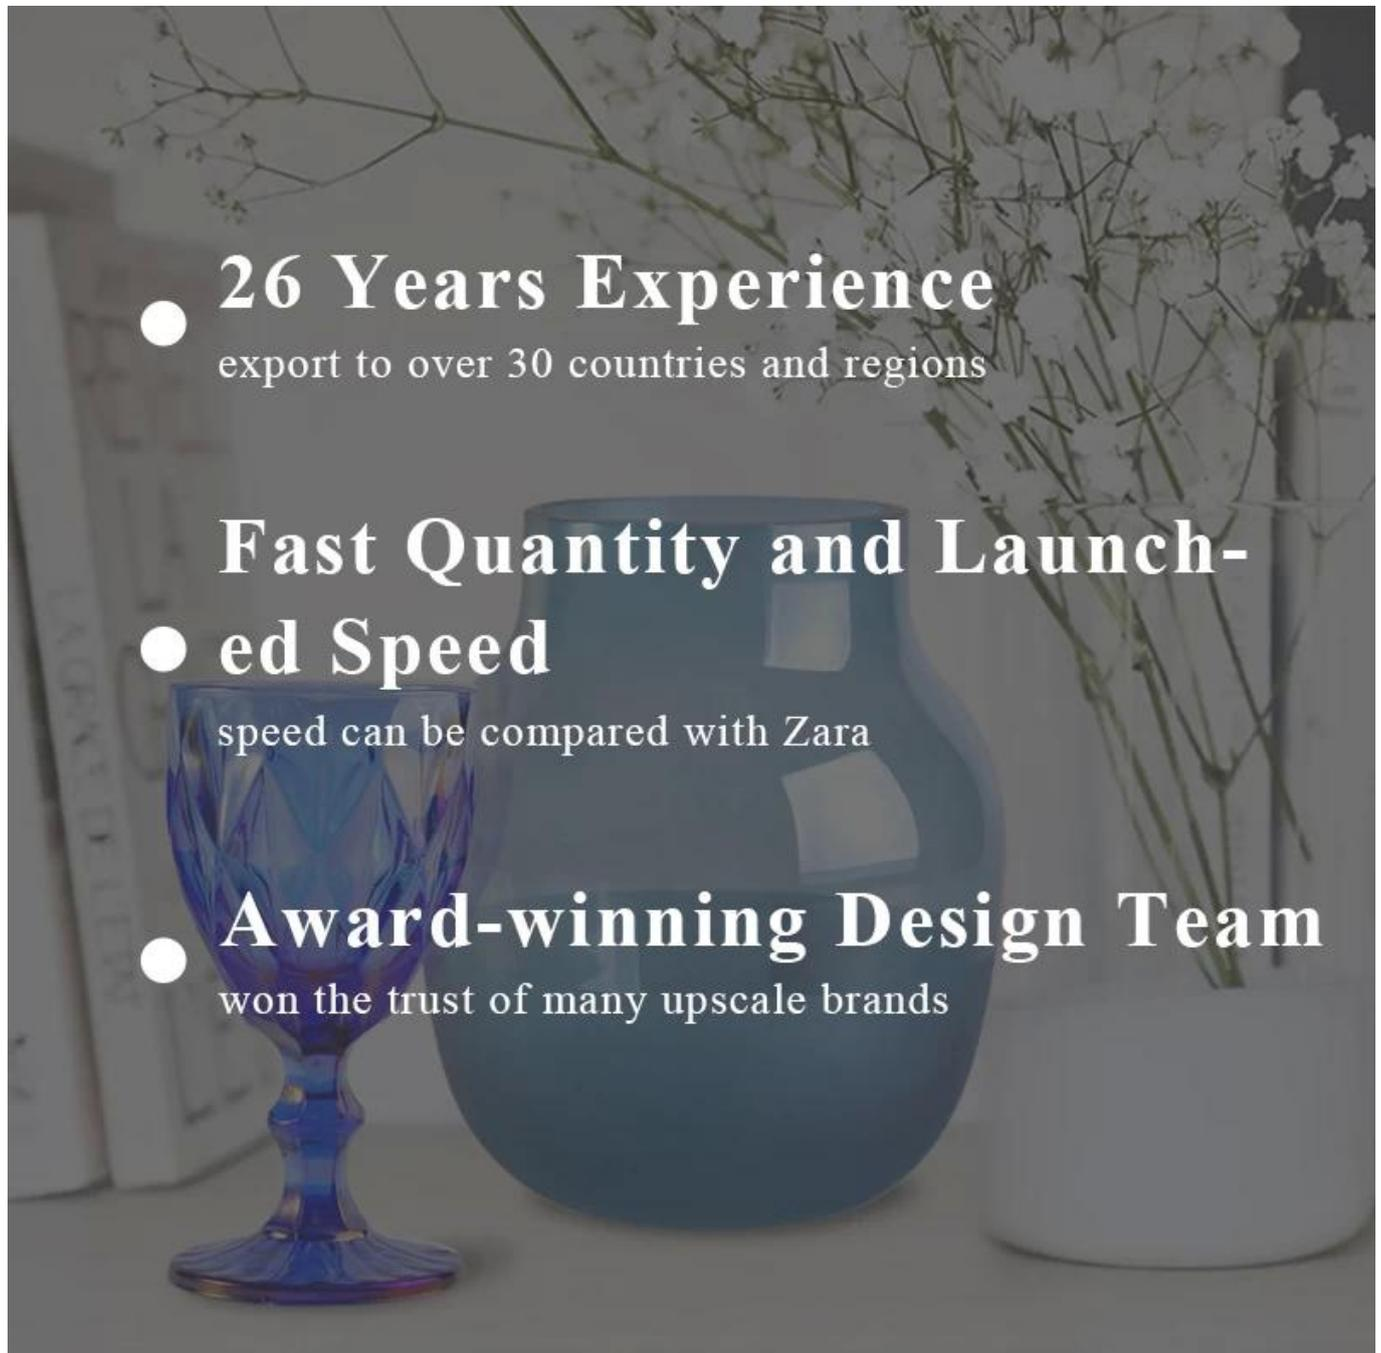 26 Years Experience
export to over 30 countries and regions
Fast Quantity and Launch-
ed Speed
speed can be compared with Zara
Award-winning Design Team
won the trust of many upscale brands